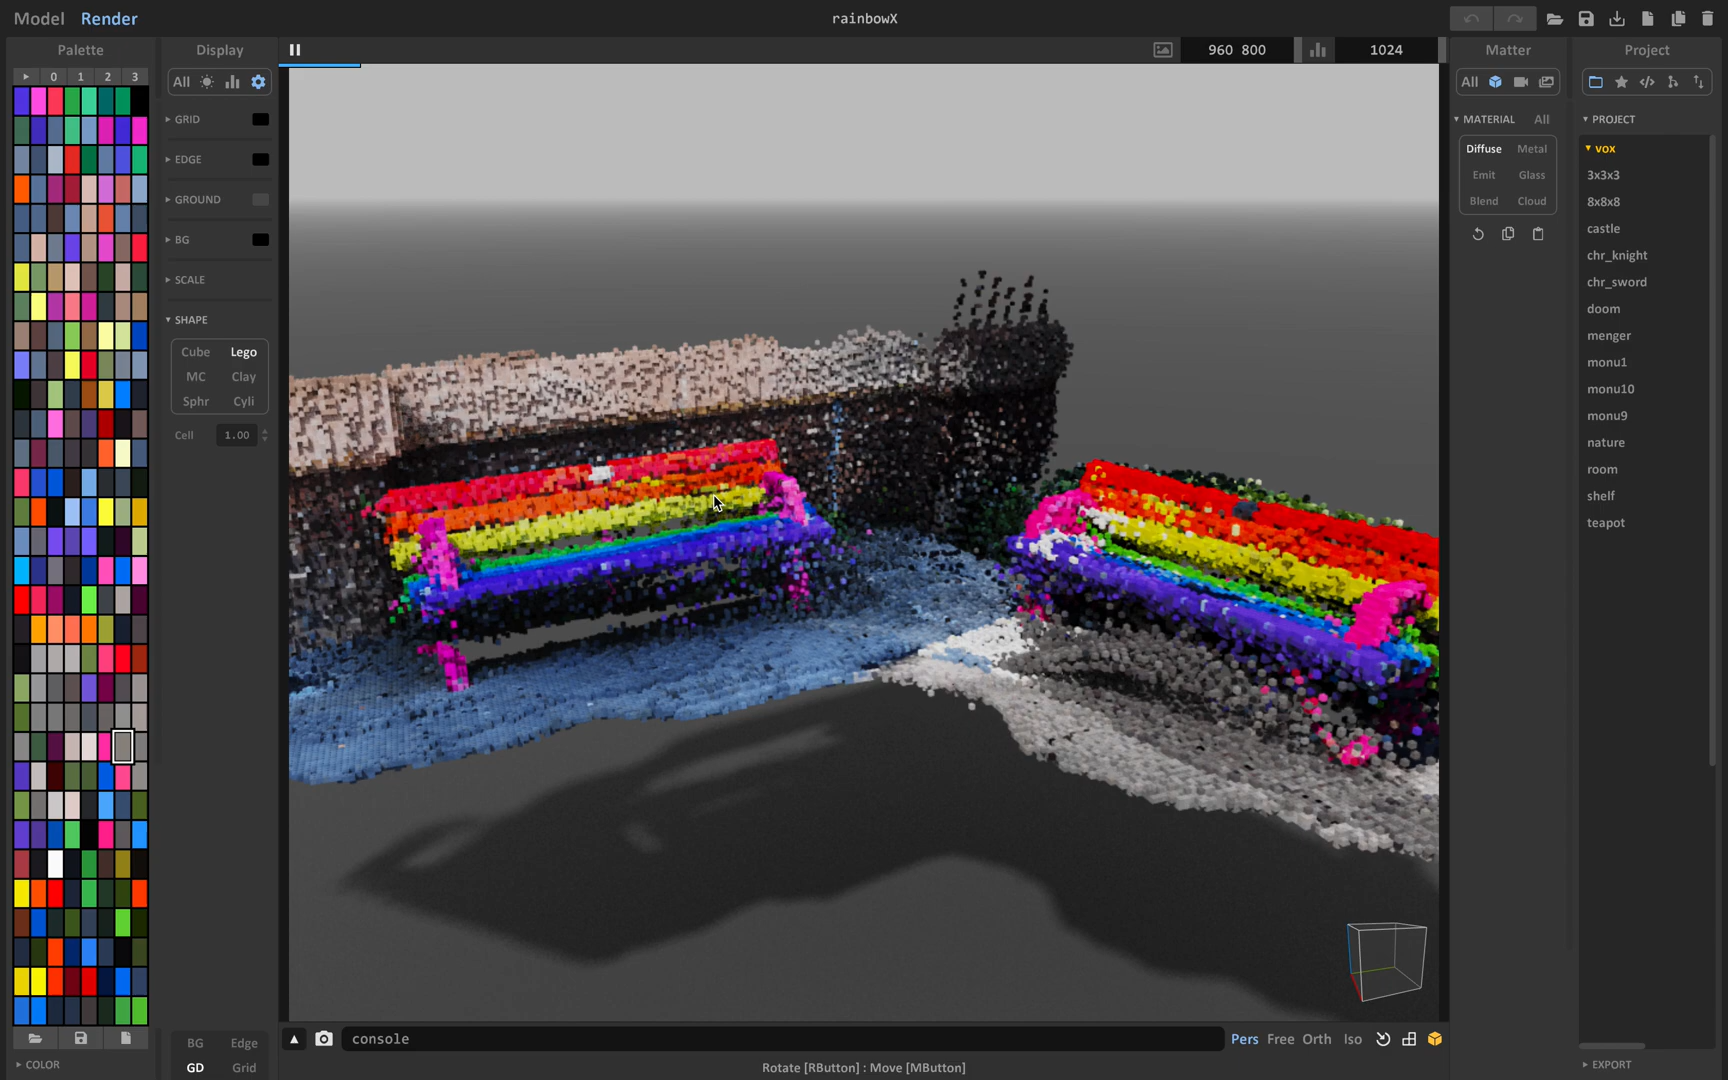 Model Render
rainbowX
Palette
Display
960 800
1024
Matter
Project
0 1 2 3
All
GRID
EDGE
GROUND
BG
SCALE
SHAPE
Cube Lego
MC Clay
Sphr Cyli
Cell 1.00
All
MATERIAL All
Diffuse Metal
Emit Glass
Blend Cloud
PROJECT
vox
3x3x3
8x8x8
castle
chr_knight
chr_sword
doom
menger
monu1
monu10
monu9
nature
room
shelf
teapot
COLOR
BG Edge
GD Grid
console
Pers Free Orth Iso
Rotate [RButton] : Move [MButton]
EXPORT